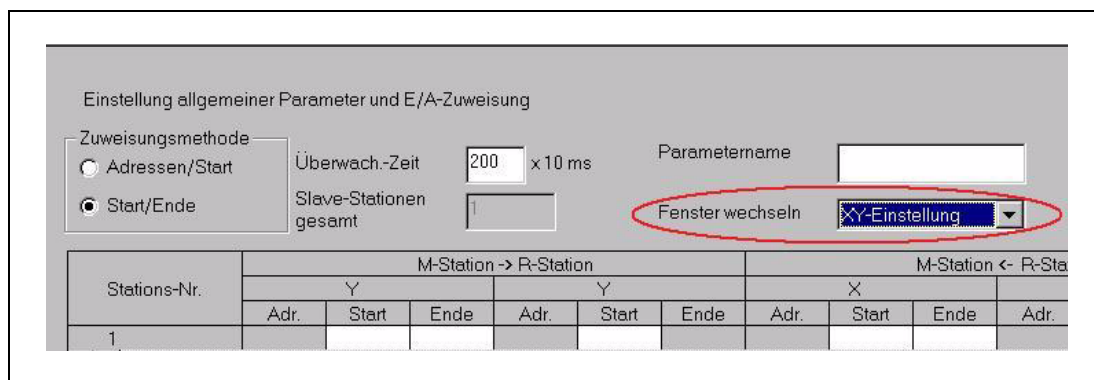 Einstellung allgemeiner Parameter und E/A-Zuweisung
Zuweisungsmethode
Adressen/Start
Start/Ende
Überwach.-Zeit 200 x 10 ms
Slave-Stationen
gesamt 1
Parametername
Fenster wechseln XY-Einstellung
M-Station -> R-Station M-Station <- R-Sta
Stations-Nr. Y Y X
Adr. Start Ende Adr. Start Ende Adr. Start Ende Adr.
1